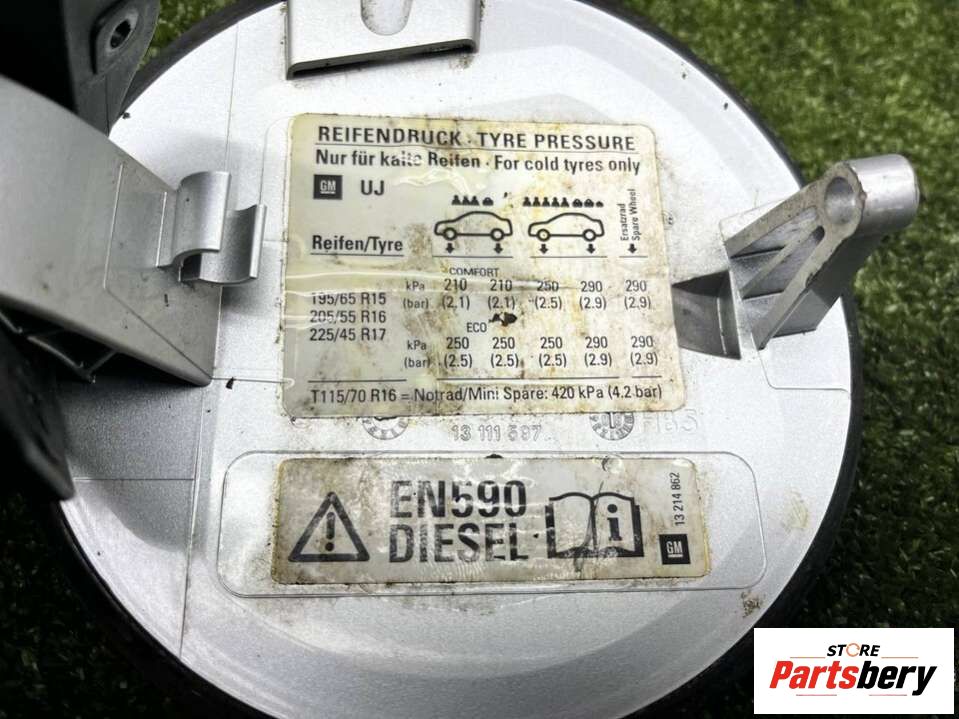 REIFENDRUCK · TYRE PRESSURE
Nur für kalte Reifen · For cold tyres only
GM UJ
Ersatzrad
Spare Wheel
Reifen/Tyre
COMFORT
kPa 210 210 250 290 290
195/65 R15 (bar) (2.1) (2.1) (2.5) (2.9) (2.9)
205/55 R16
ECO
225/45 R17
kPa 250 250 250 290 290
(bar) (2.5) (2.5) (2.5) (2.9) (2.9)
T115/70 R16 = Notrad/Mini Spare: 420 kPa (4.2 bar)
13 111 597
EN590
DIESEL
i
13 214 862
GM
STORE
Partsbery